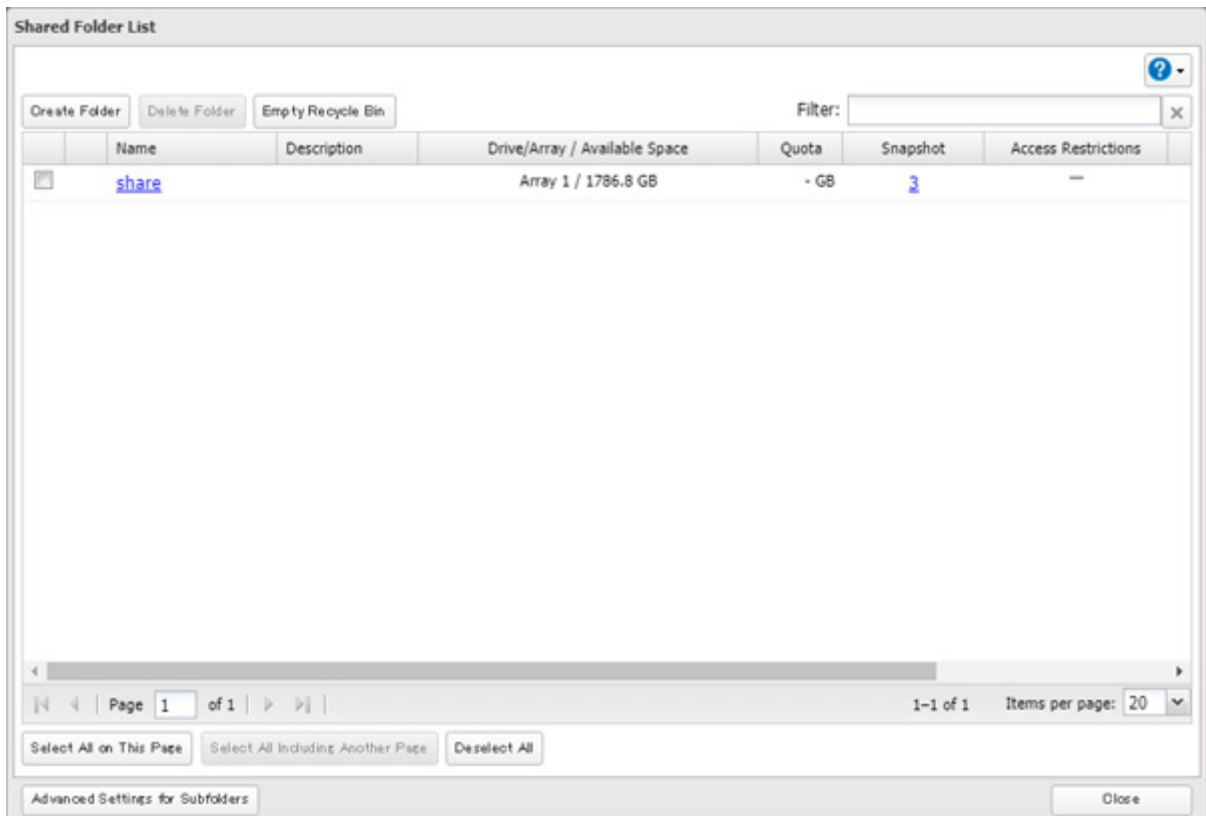 Shared Folder List
?
Create Folder Delete Folder Empty Recycle Bin Filter:
Name Description Drive/Array / Available Space Quota Snapshot Access Restrictions
share Array 1 / 1786.8 GB - GB 3 —
Page 1 of 1 1–1 of 1 Items per page: 20
Select All on This Page Select All Including Another Page Deselect All
Advanced Settings for Subfolders Close